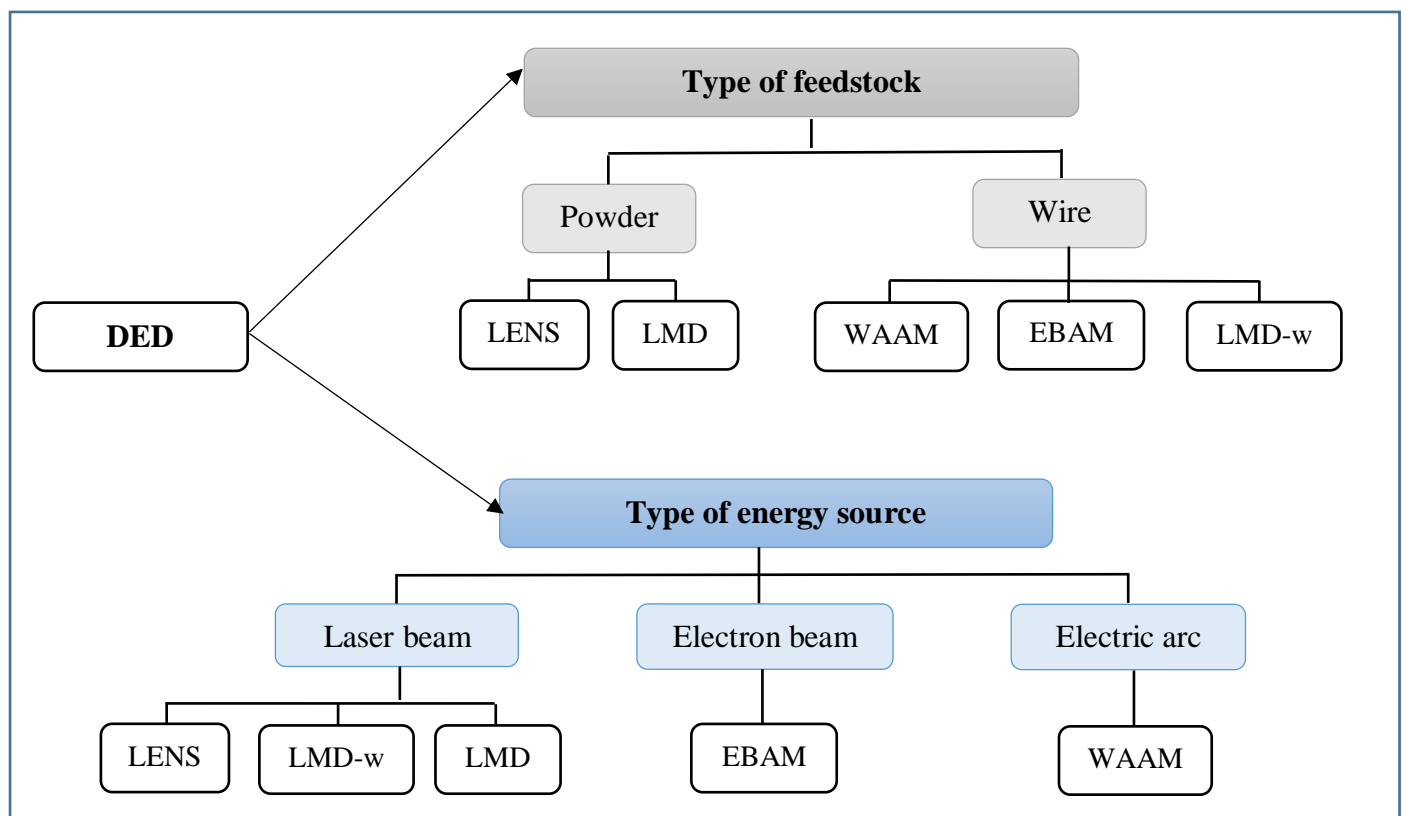 Type of feedstock
Powder
Wire
DED
LENS
LMD
WAAM
EBAM
LMD-w
Type of energy source
Laser beam
Electron beam
Electric arc
LENS
LMD-w
LMD
EBAM
WAAM